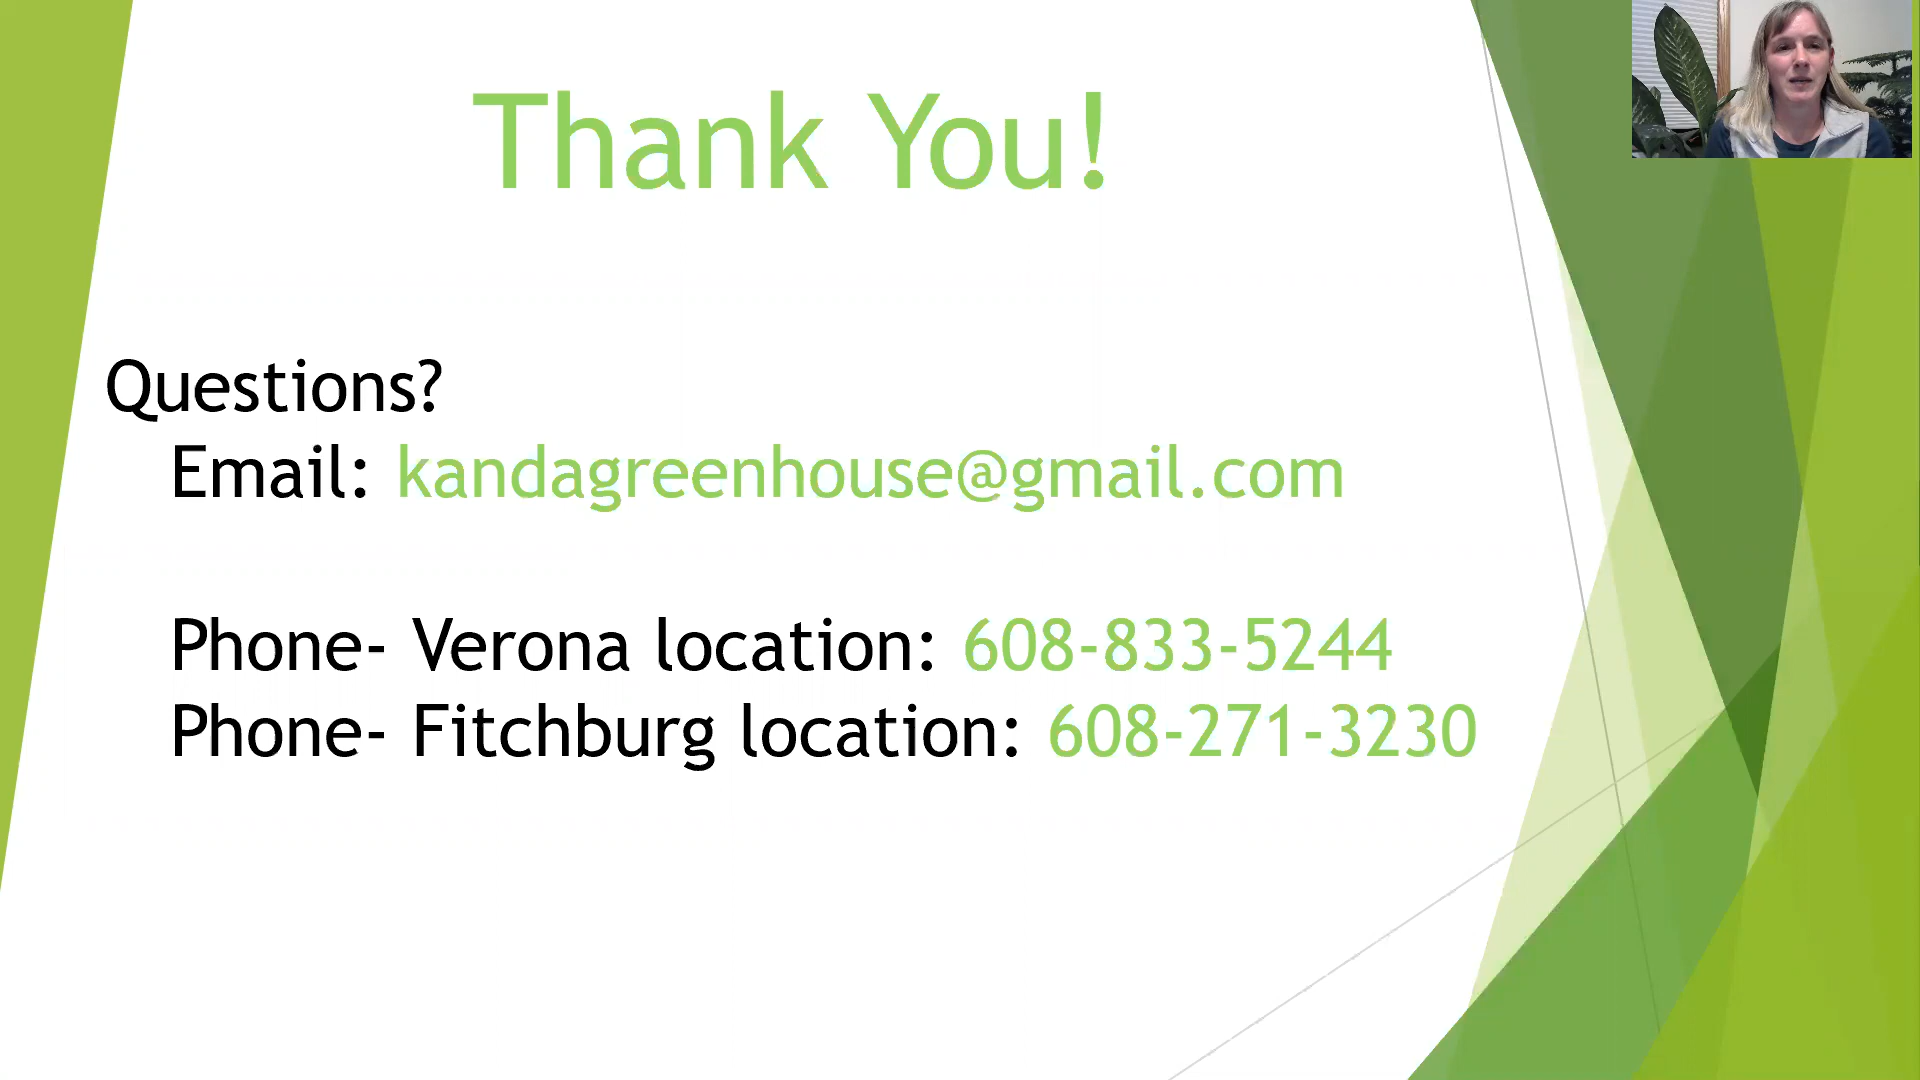 Thank You!
Questions?
Email: kandagreenhouse@gmail.com
Phone- Verona location: 608-833-5244
Phone- Fitchburg location: 608-271-3230